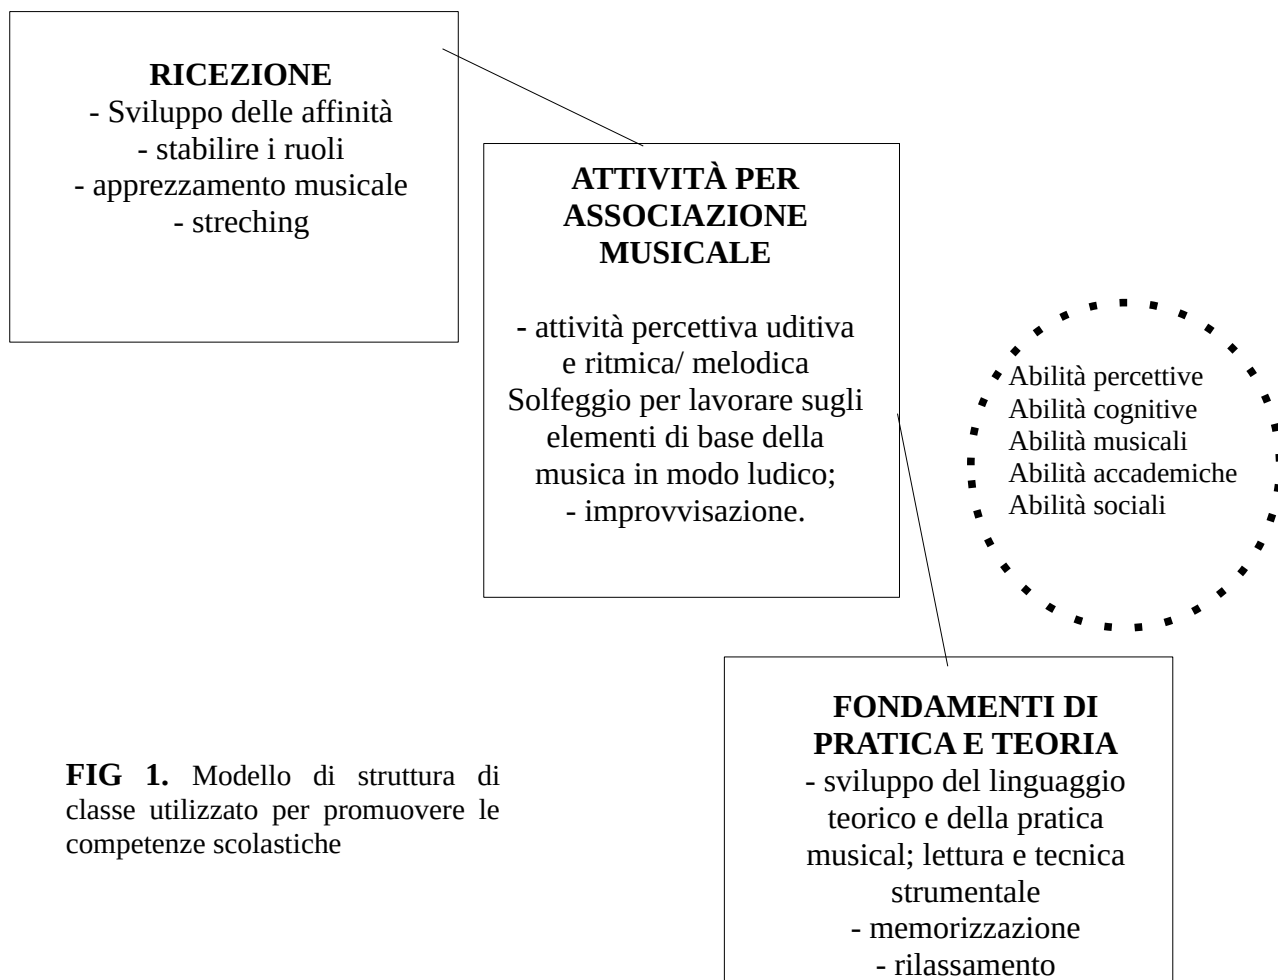 RICEZIONE
- Sviluppo delle affinità
- stabilire i ruoli
- apprezzamento musicale
- streching
ATTIVITÀ PER
ASSOCIAZIONE
MUSICALE
- attività percettiva uditiva
e ritmica/ melodica
Solfeggio per lavorare sugli
elementi di base della
musica in modo ludico;
- improvvisazione.
Abilità percettive
Abilità cognitive
Abilità musicali
Abilità accademiche
Abilità sociali
FONDAMENTI DI
PRATICA E TEORIA
- sviluppo del linguaggio
teorico e della pratica
musical; lettura e tecnica
strumentale
- memorizzazione
- rilassamento
FIG 1. Modello di struttura di
classe utilizzato per promuovere le
competenze scolastiche